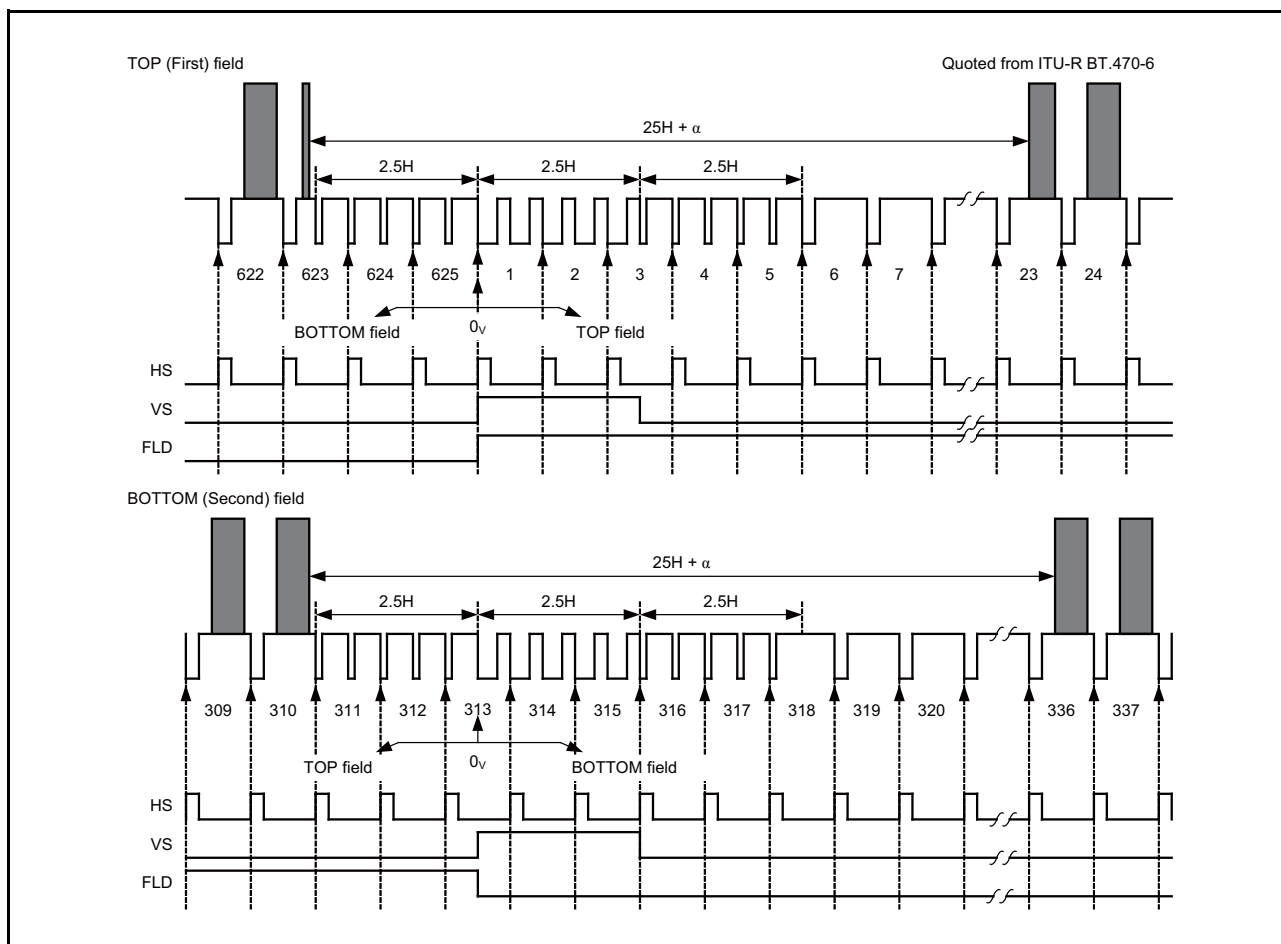 TOP (First) field
Quoted from ITU-R BT.470-6
25H + α
2.5H 2.5H 2.5H
622 623 624 625 1 2 3 4 5 6 7 23 24
0V
BOTTOM field TOP field
HS
VS
FLD
BOTTOM (Second) field
25H + α
2.5H 2.5H 2.5H
309 310 311 312 313 314 315 316 317 318 319 320 336 337
0V
TOP field BOTTOM field
HS
VS
FLD